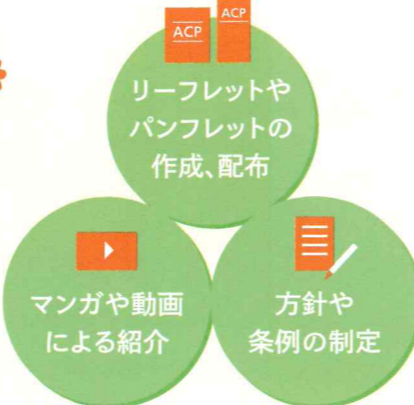 ACP
ACP
リーフレットや
パンフレットの
作成、配布
マンガや動画
による紹介
方針や
条例の制定